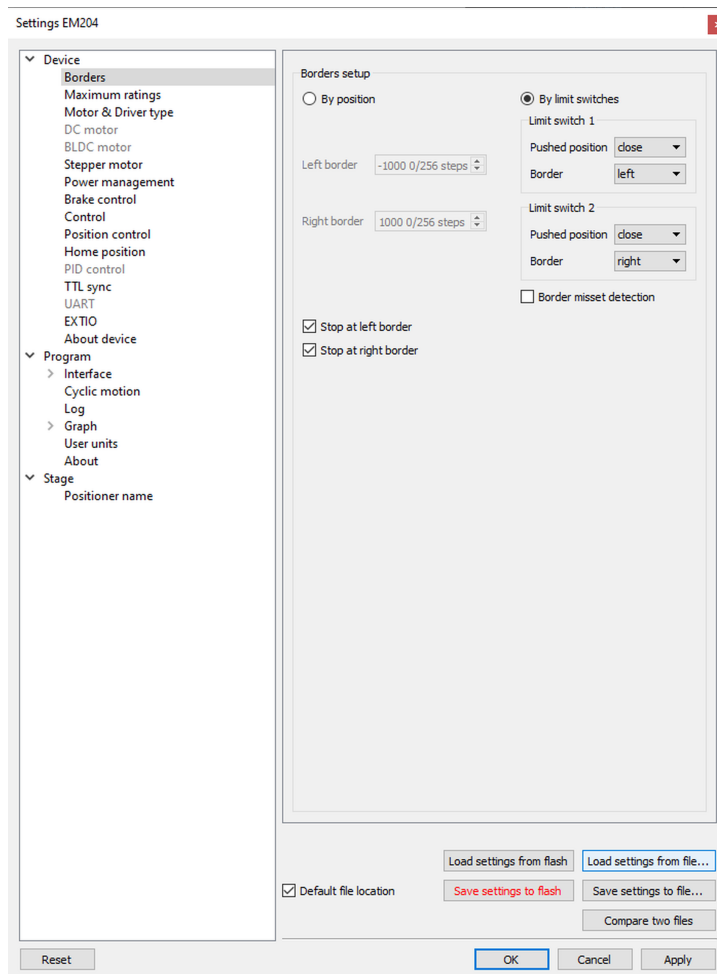 Settings EM204
Device
Borders
Maximum ratings
Motor & Driver type
DC motor
BLDC motor
Stepper motor
Power management
Brake control
Control
Position control
Home position
PID control
TTL sync
UART
EXTIO
About device
Program
Interface
Cyclic motion
Log
Graph
User units
About
Stage
Positioner name
Borders setup
By position
By limit switches
Limit switch 1
Pushed position close
Border left
Left border -1000 0/256 steps
Right border 1000 0/256 steps
Limit switch 2
Pushed position close
Border right
Border misset detection
Stop at left border
Stop at right border
Load settings from flash Load settings from file...
Default file location Save settings to flash Save settings to file...
Compare two files
Reset OK Cancel Apply